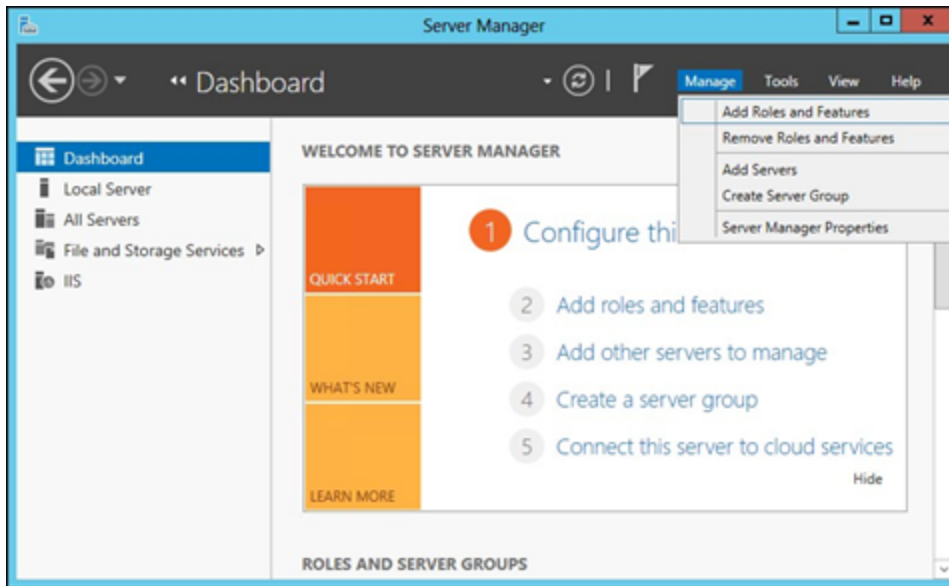 Server Manager
Dashboard
Manage Tools View Help
Add Roles and Features
Remove Roles and Features
Add Servers
Create Server Group
Server Manager Properties
Dashboard
Local Server
All Servers
File and Storage Services
IIS
WELCOME TO SERVER MANAGER
QUICK START
WHAT'S NEW
LEARN MORE
1 Configure thi
2 Add roles and features
3 Add other servers to manage
4 Create a server group
5 Connect this server to cloud services
Hide
ROLES AND SERVER GROUPS